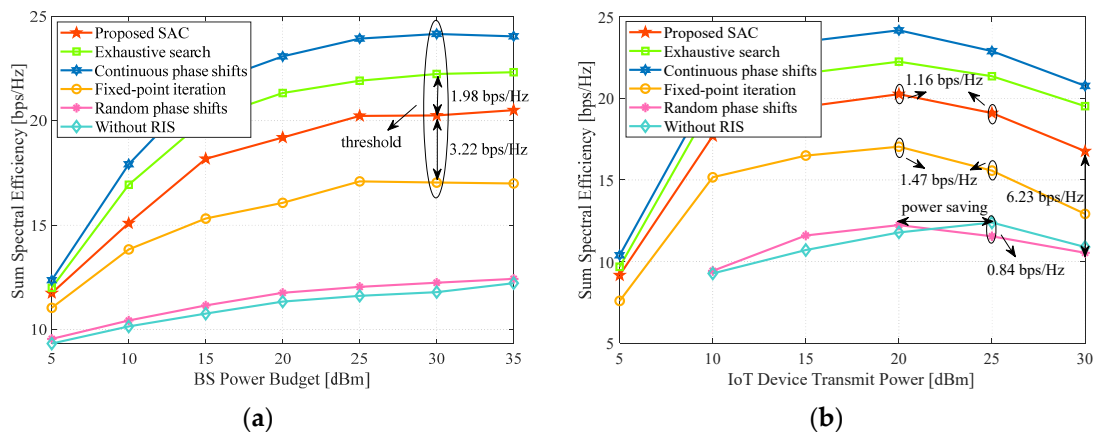 25
20
15
10
Sum Spectral Efficiency [bps/Hz]
Proposed SAC
Exhaustive search
Continuous phase shifts
Fixed-point iteration
Random phase shifts
Without RIS
1.98 bps/Hz
threshold
3.22 bps/Hz
5 10 15 20 25 30 35
BS Power Budget [dBm]
(a)
25
20
15
10
5
Sum Spectral Efficiency [bps/Hz]
Proposed SAC
Exhaustive search
Continuous phase shifts
Fixed-point iteration
Random phase shifts
Without RIS
1.16 bps/Hz
1.47 bps/Hz
6.23 bps/Hz
power saving
0.84 bps/Hz
5 10 15 20 25 30
IoT Device Transmit Power [dBm]
(b)